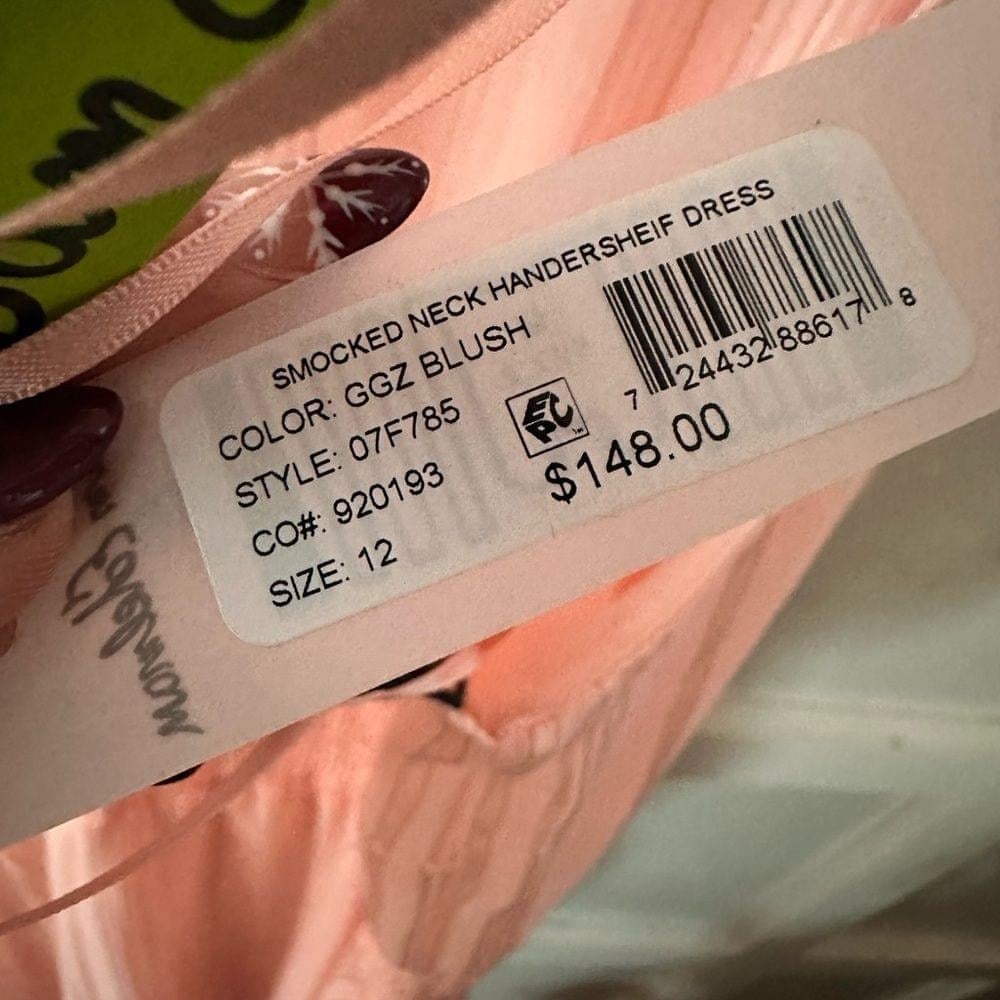 SMOCKED NECK HANDERSHEIF DRESS
COLOR: GGZ BLUSH
STYLE: 07F785
CO#: 920193
SIZE: 12
EPC
7 24432 88617 8
$148.00